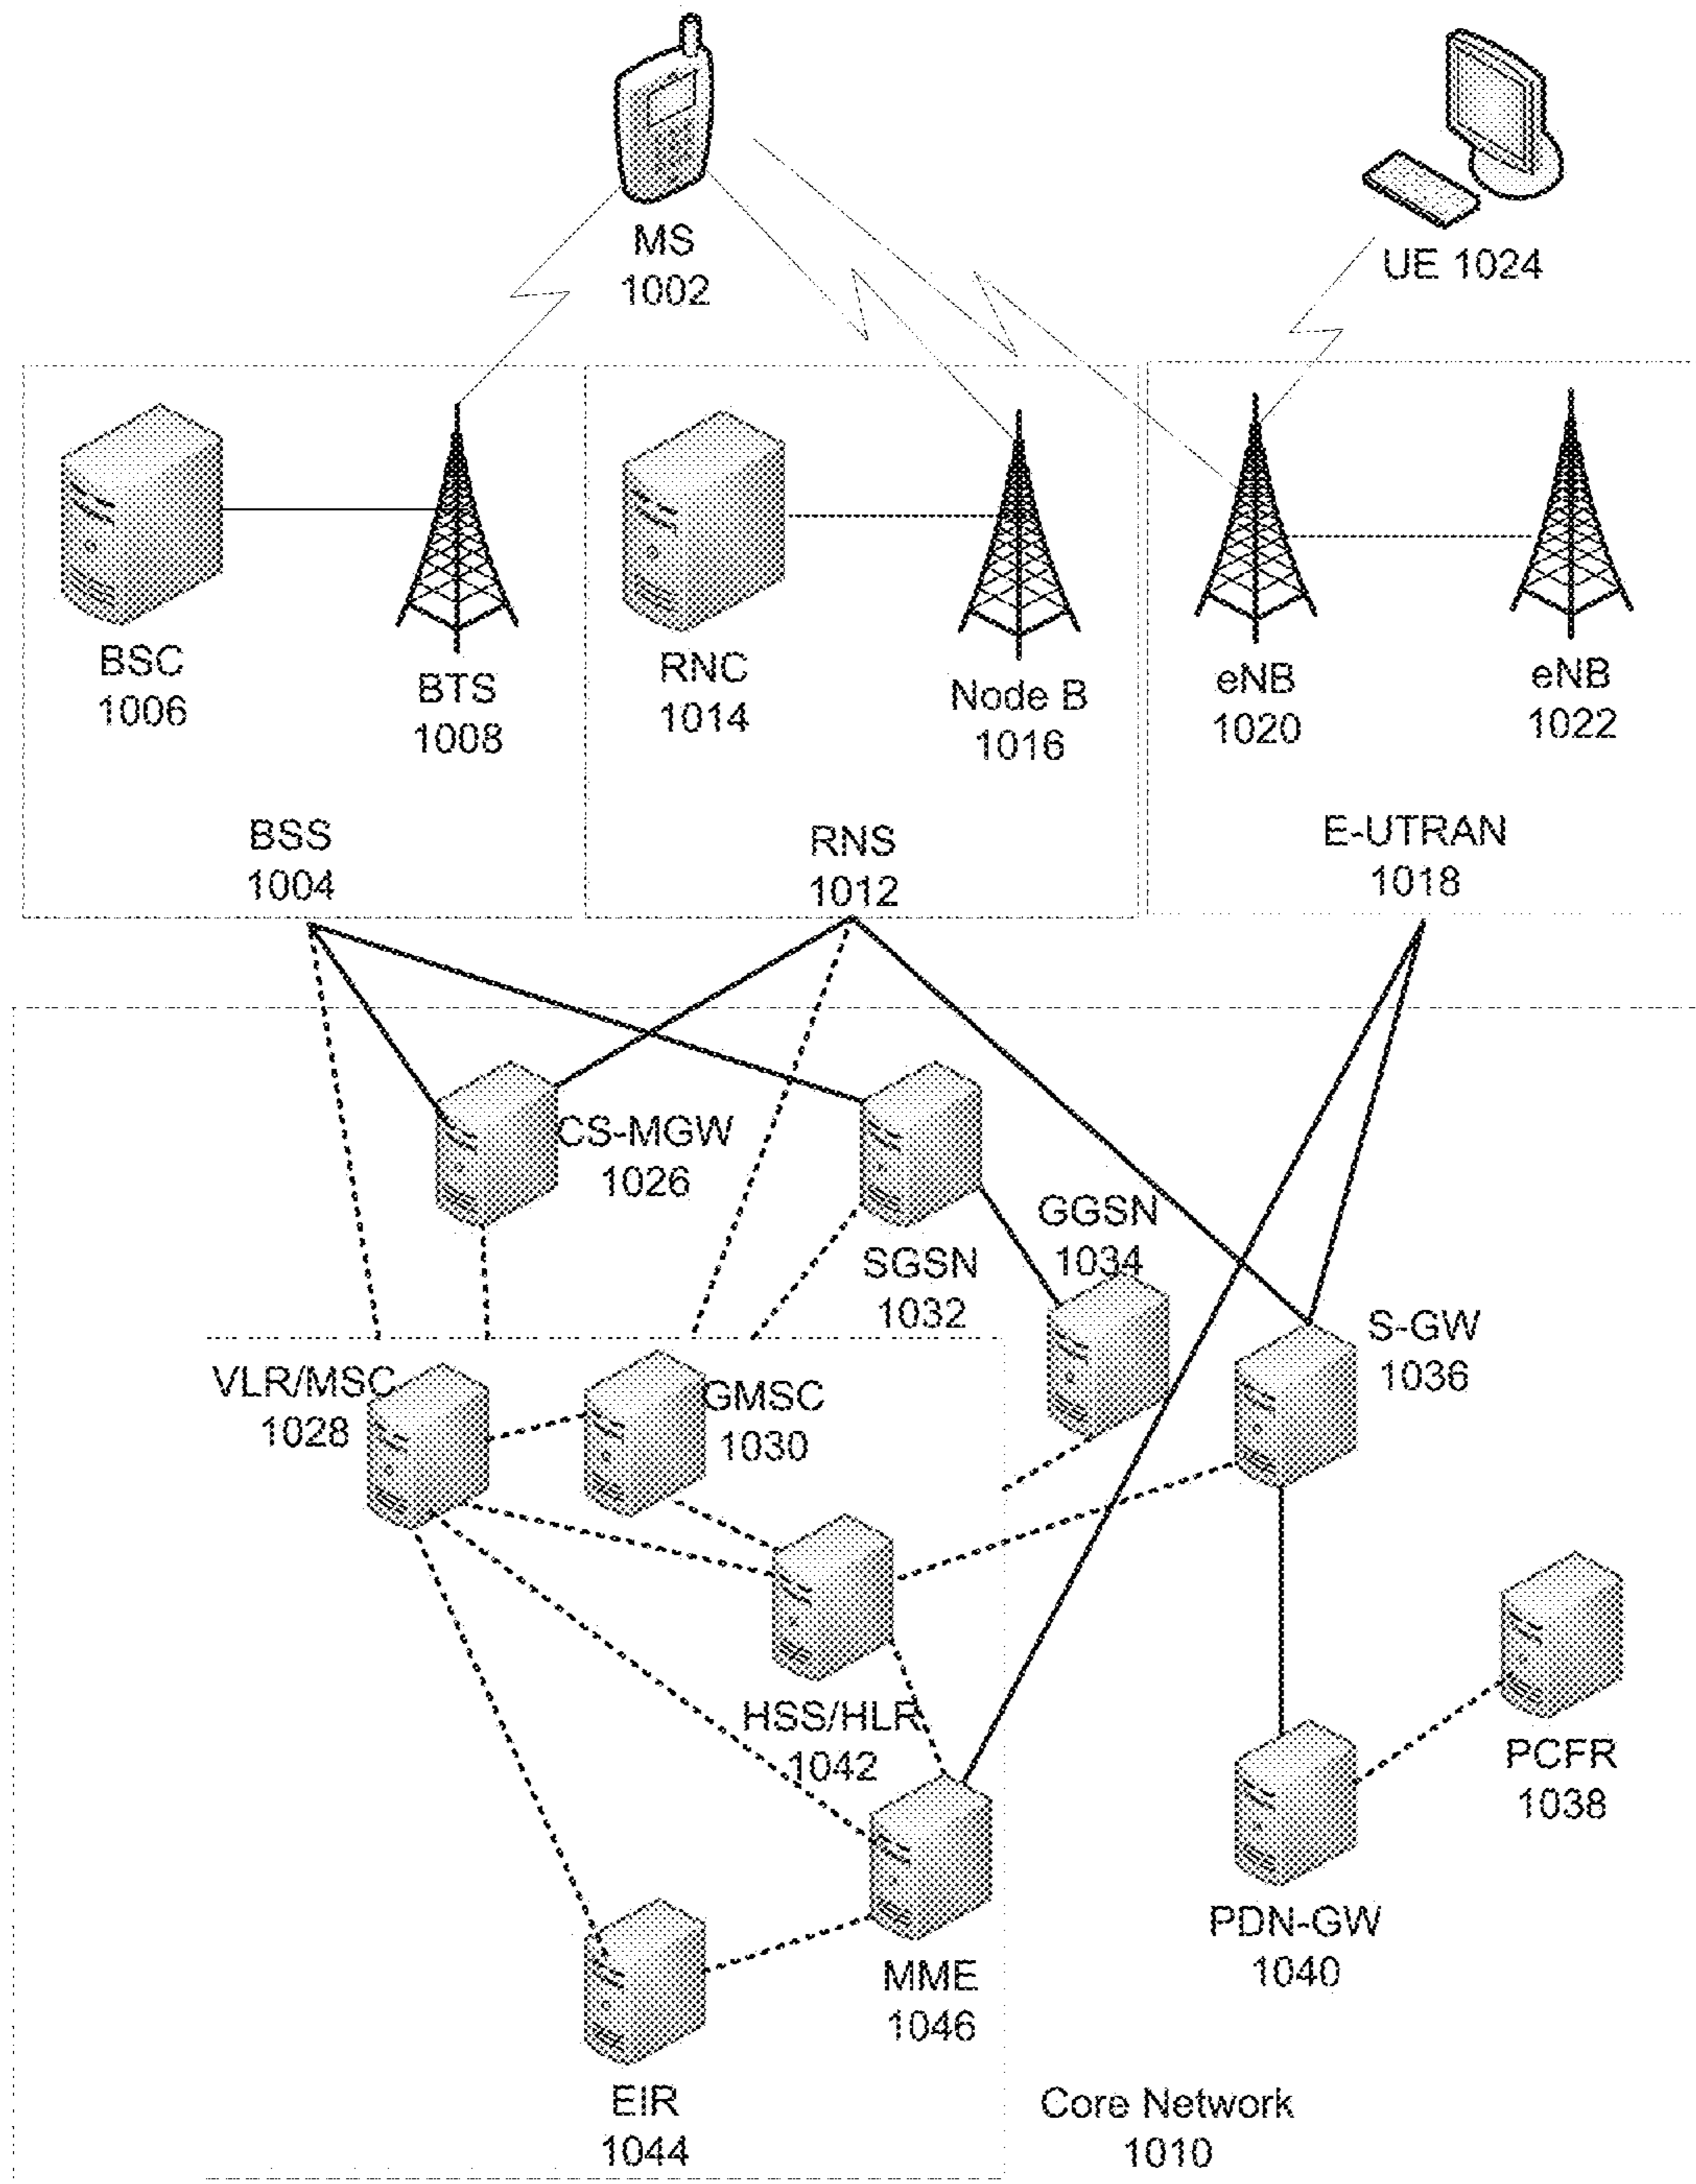 MS
1002
UE 1024
BSC
1006
BTS
1008
RNC
1014
Node B
1016
eNB
1020
eNB
1022
BSS
1004
RNS
1012
E-UTRAN
1018
CS-MGW
1026
SGSN
1032
GGSN
1034
S-GW
1036
VLR/MSC
1028
GMSC
1030
HSS/HLR
1042
PCFR
1038
PDN-GW
1040
MME
1046
EIR
1044
Core Network
1010